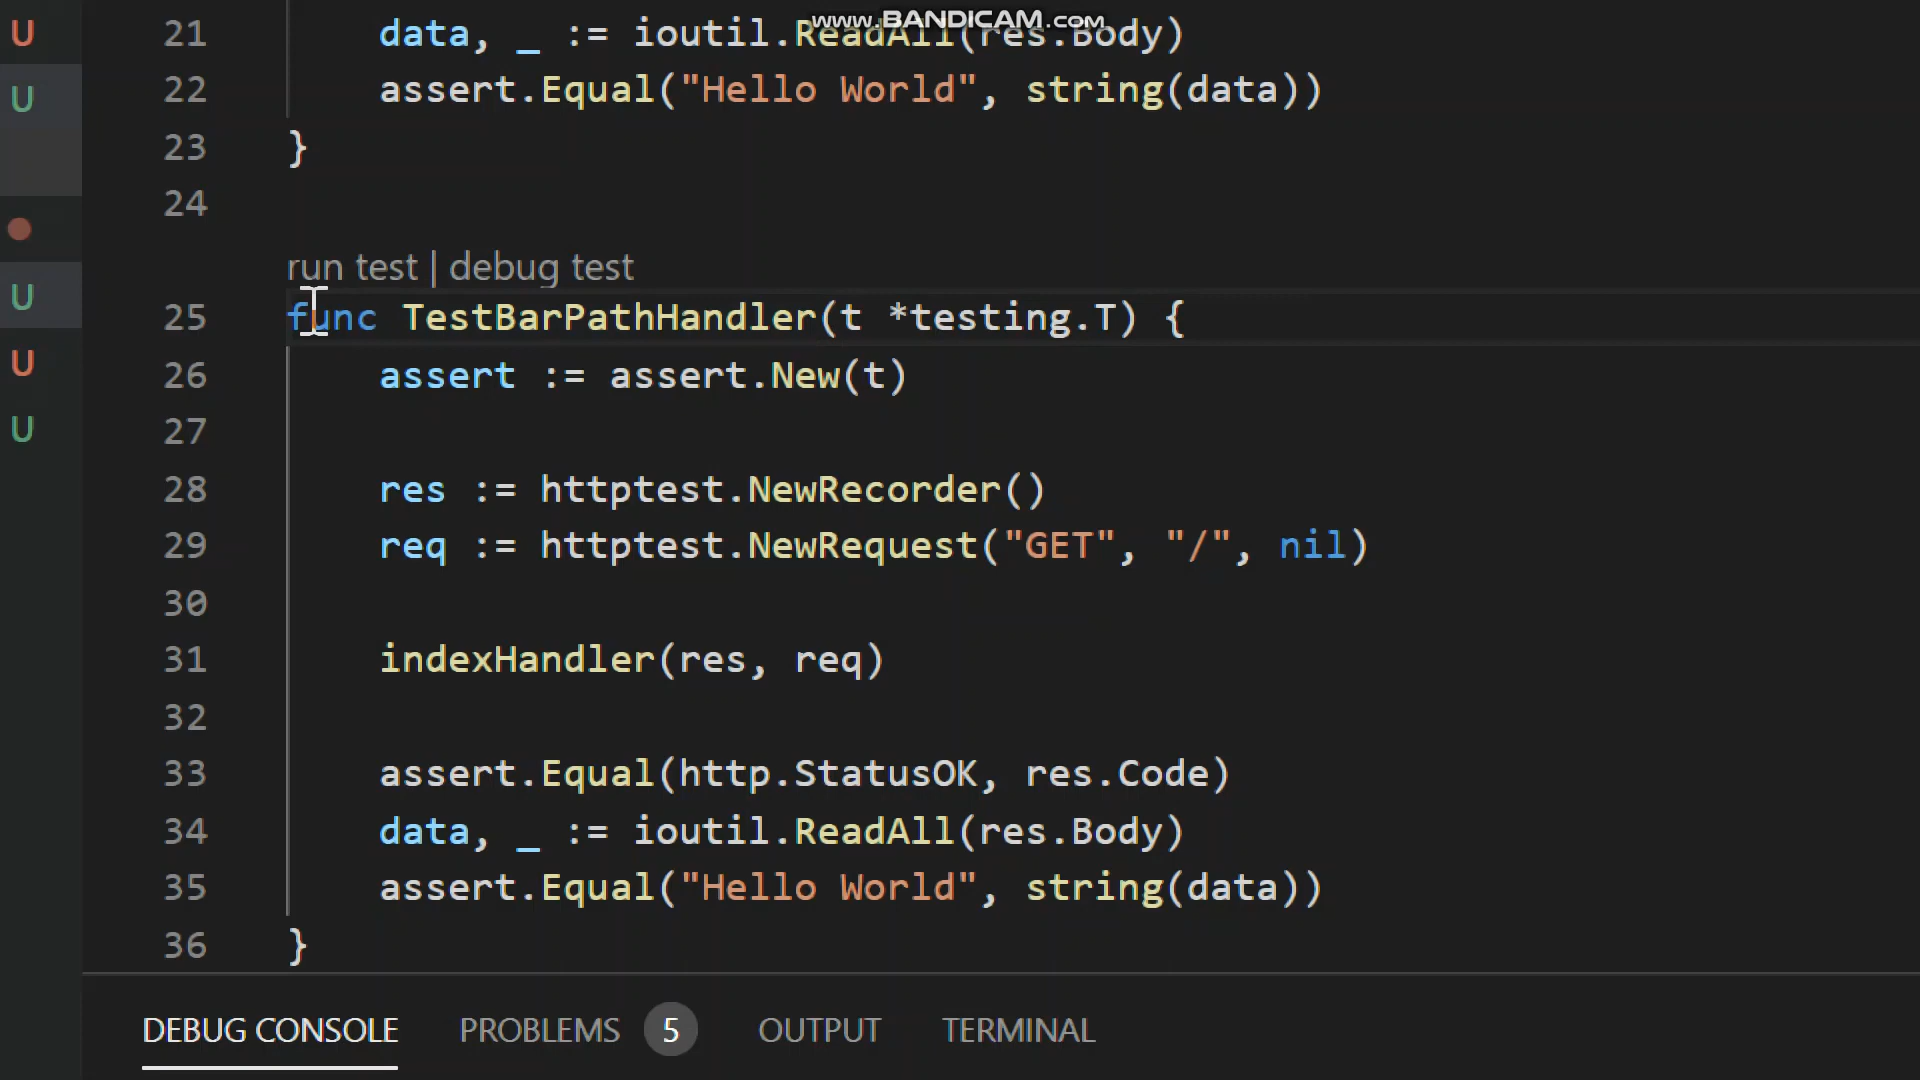 www.BANDICAM.com
U
21 data, _ := ioutil.ReadAll(res.Body)
U
22 assert.Equal("Hello World", string(data))
23 }
24
run test | debug test
U
25 func TestBarPathHandler(t *testing.T) {
U
26 assert := assert.New(t)
27
U
28 res := httptest.NewRecorder()
29 req := httptest.NewRequest("GET", "/", nil)
30
31 indexHandler(res, req)
32
33 assert.Equal(http.StatusOK, res.Code)
34 data, _ := ioutil.ReadAll(res.Body)
35 assert.Equal("Hello World", string(data))
36 }
DEBUG CONSOLE PROBLEMS 5 OUTPUT TERMINAL